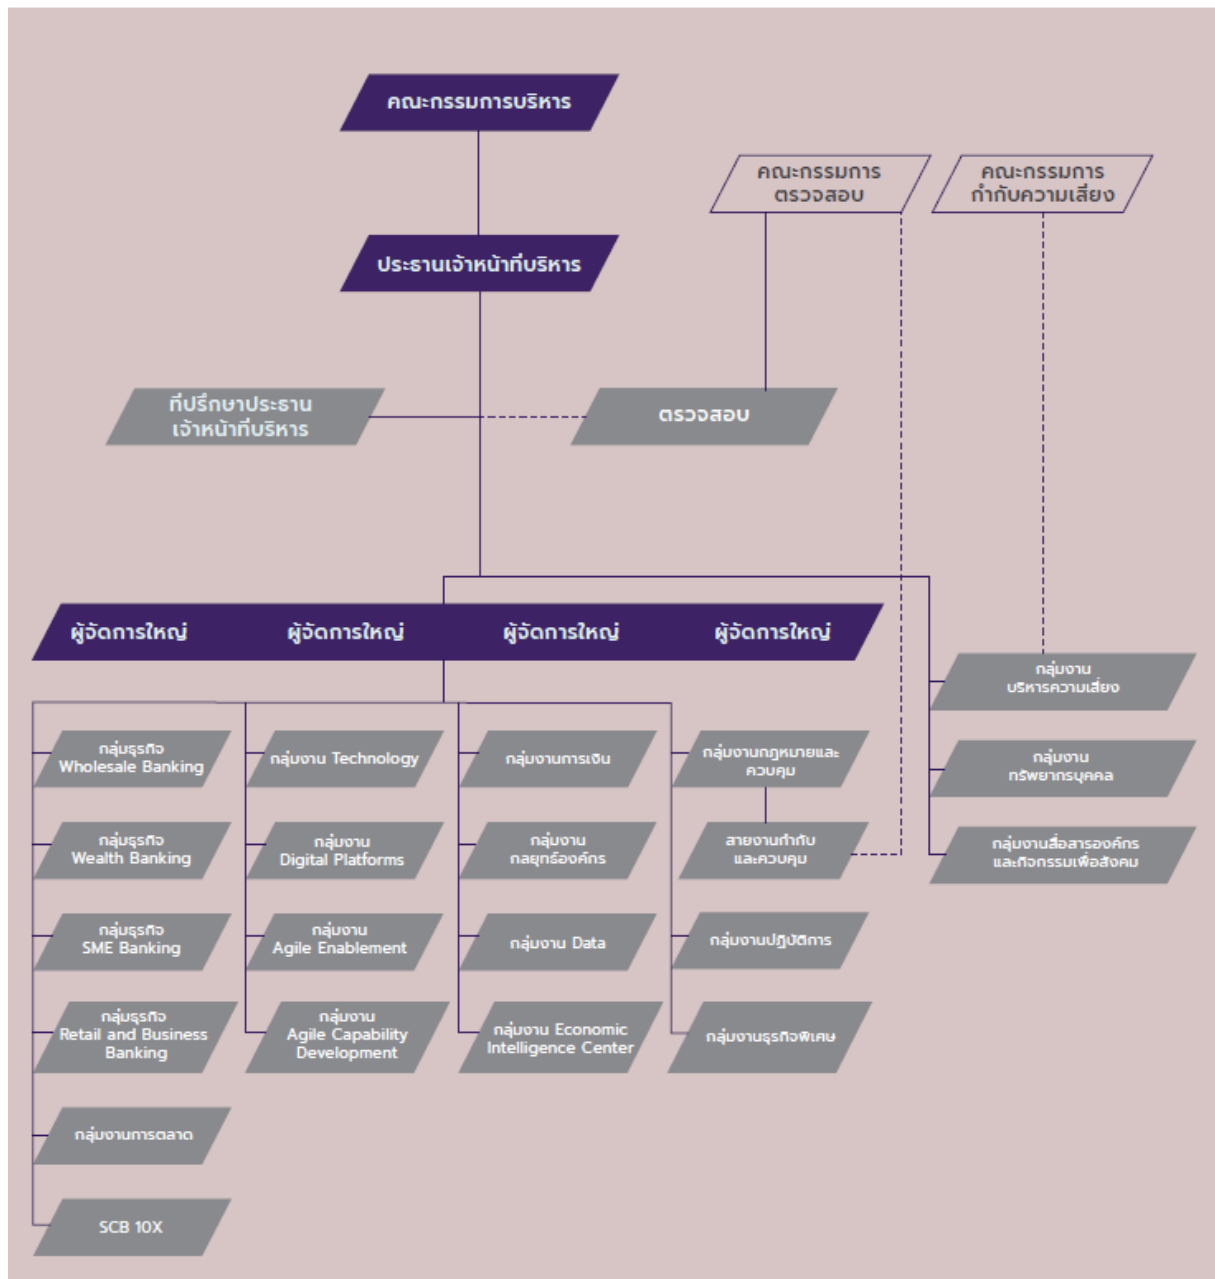 คณะกรรมการบริหาร
คณะกรรมการ
ตรวจสอบ
คณะกรรมการ
กำกับความเสี่ยง
ประธานเจ้าหน้าที่บริหาร
ที่ปรึกษาประธาน
เจ้าหน้าที่บริหาร
ตรวจสอบ
ผู้จัดการใหญ่
ผู้จัดการใหญ่
ผู้จัดการใหญ่
ผู้จัดการใหญ่
กลุ่มธุรกิจ
Wholesale Banking
กลุ่มธุรกิจ
Wealth Banking
กลุ่มธุรกิจ
SME Banking
กลุ่มธุรกิจ
Retail and Business
Banking
กลุ่มงานการตลาด
SCB 10X
กลุ่มงาน Technology
กลุ่มงาน
Digital Platforms
กลุ่มงาน
Agile Enablement
กลุ่มงาน
Agile Capability
Development
กลุ่มงานการเงิน
กลุ่มงาน
กลยุทธ์องค์กร
กลุ่มงาน Data
กลุ่มงาน Economic
Intelligence Center
กลุ่มงานกฎหมายและ
ควบคุม
สายงานกำกับ
และควบคุม
กลุ่มงานปฏิบัติการ
กลุ่มงานธุรกิจพิเศษ
กลุ่มงาน
บริหารความเสี่ยง
กลุ่มงาน
ทรัพยากรบุคคล
กลุ่มงานสื่อสารองค์กร
และกิจกรรมเพื่อสังคม